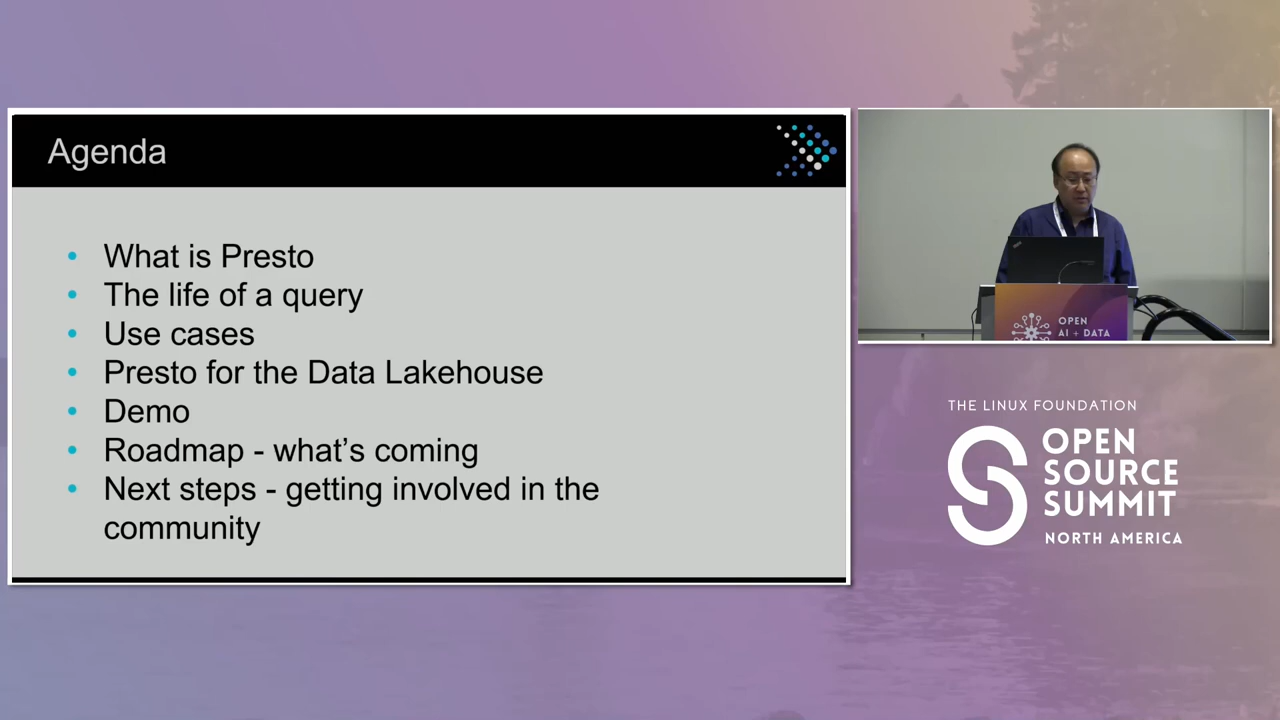 Agenda
• What is Presto
• The life of a query
• Use cases
• Presto for the Data Lakehouse
• Demo
• Roadmap - what's coming
• Next steps - getting involved in the
community
OPEN
AI + DATA
THE LINUX FOUNDATION
OPEN
SOURCE
SUMMIT
NORTH AMERICA